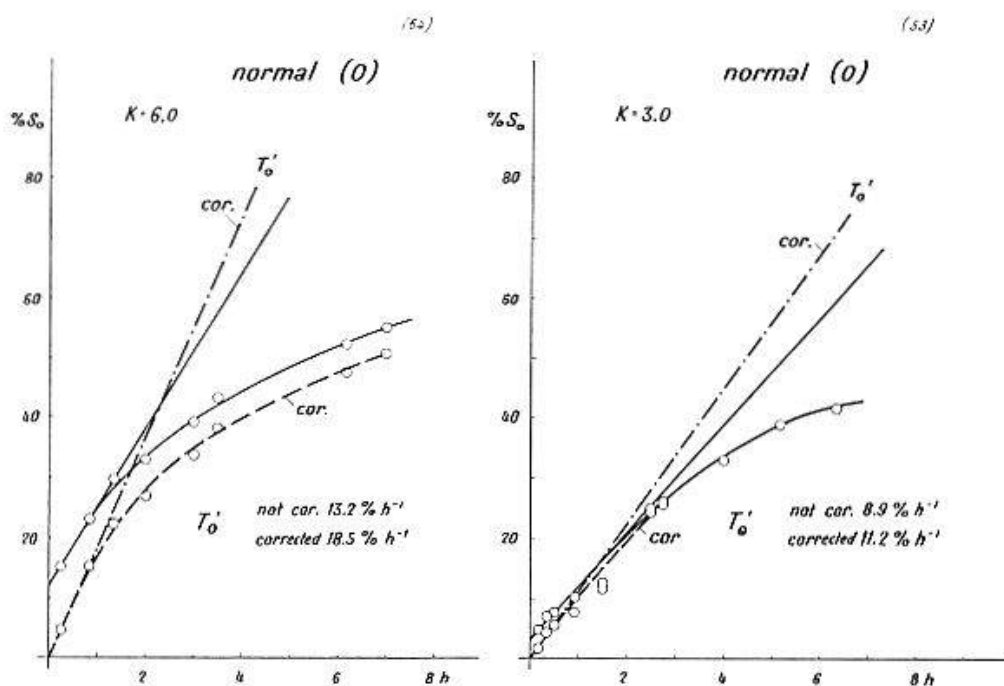 (52)
normal (0)
K = 6.0
% S₀
T₀'
cor.
80
60
40
20
cor.
T₀' not cor. 13.2 % h⁻¹
corrected 18.5 % h⁻¹
2 4 6 8 h
(53)
normal (0)
K = 3.0
% S₀
T₀'
cor.
80
60
40
20
cor
T₀' not cor. 8.9 % h⁻¹
corrected 11.2 % h⁻¹
2 4 6 8 h